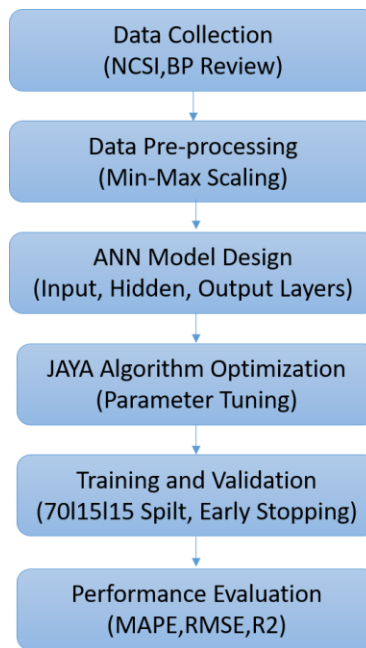 Data Collection
(NCSI,BP Review)
Data Pre-processing
(Min-Max Scaling)
ANN Model Design
(Input, Hidden, Output Layers)
JAYA Algorithm Optimization
(Parameter Tuning)
Training and Validation
(70l15l15 Spilt, Early Stopping)
Performance Evaluation
(MAPE,RMSE,R2)